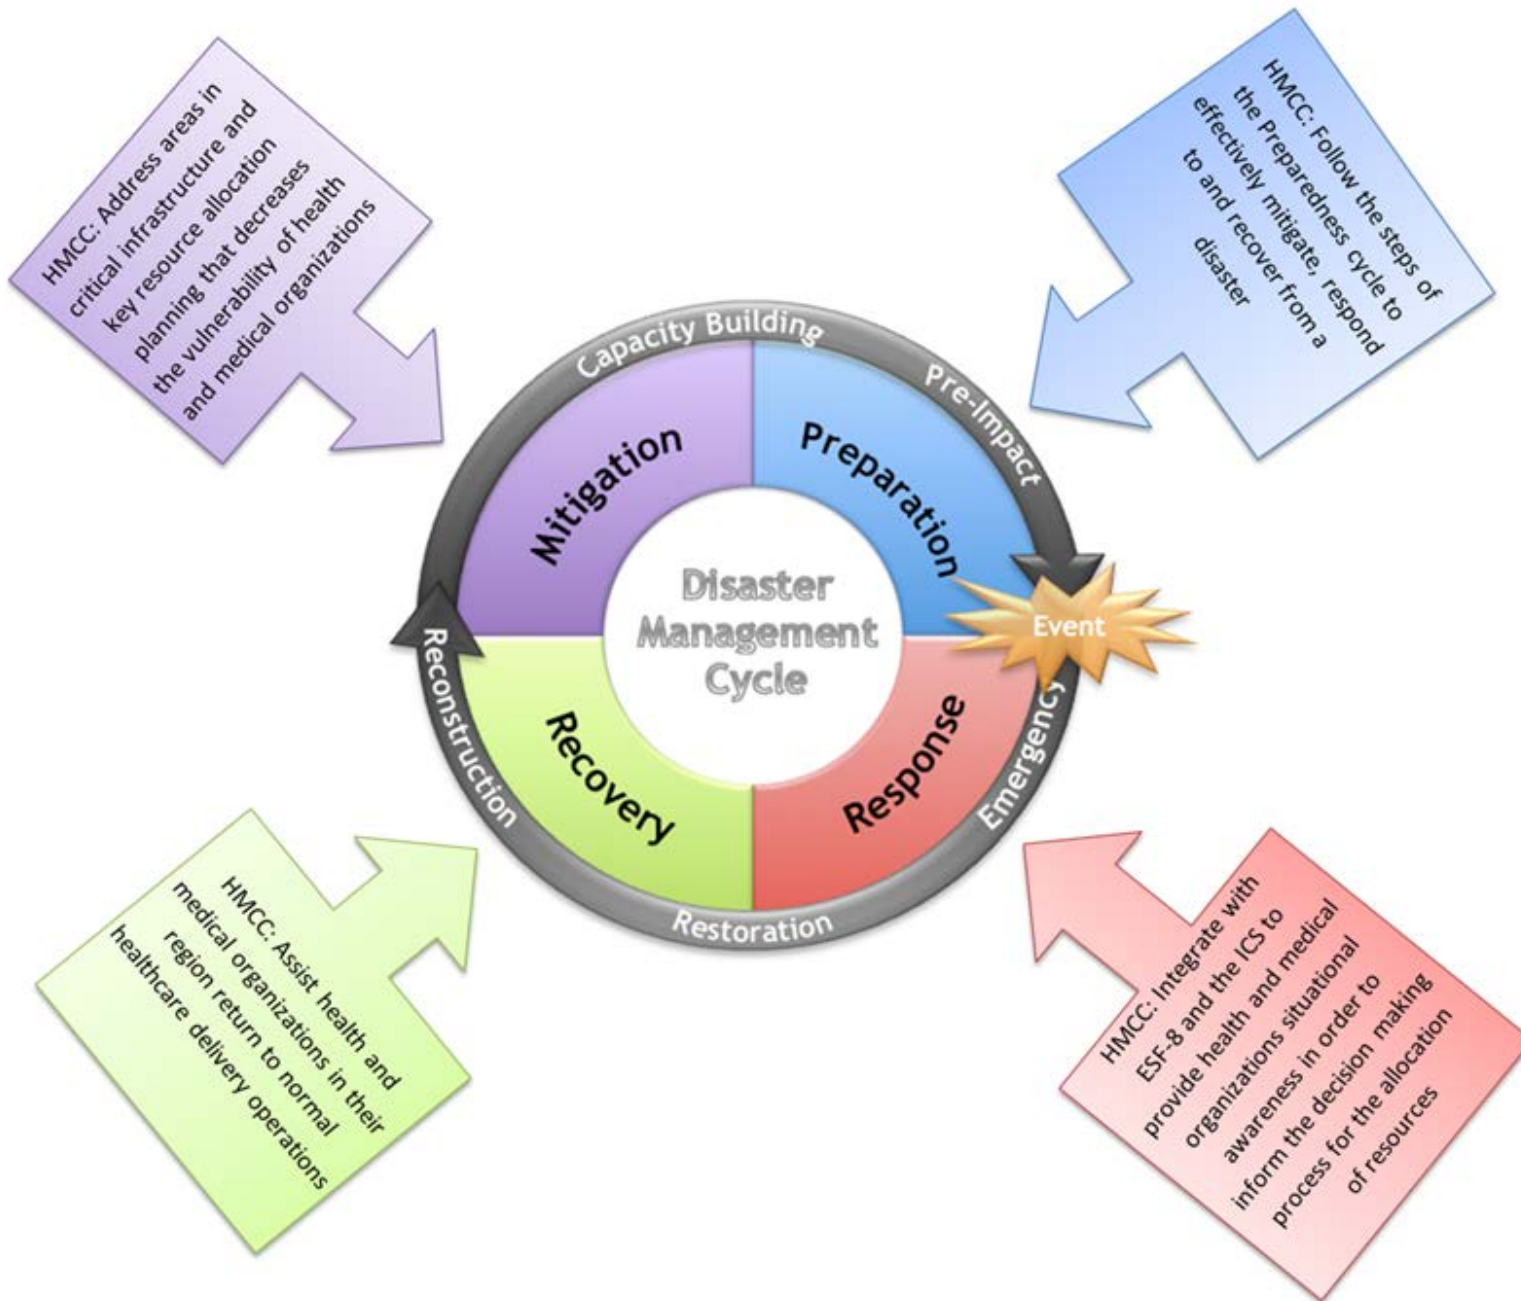 HMCC: Address areas in
critical infrastructure and
key resource allocation
planning that decreases
the vulnerability of health
and medical organizations
HMCC: Follow the steps of
the Preparedness cycle to
effectively mitigate, respond
to and recover from a
disaster
Capacity Building
Pre-Impact
Mitigation
Preparation
Disaster
Management
Cycle
Event
Reconstruction
Emergency
Recovery
Response
Restoration
HMCC: Assist health and
medical organizations in their
region return to normal
healthcare delivery operations
HMCC: Integrate with
ESF-8 and the ICS to
provide health and medical
organizations situational
awareness in order to
inform the decision making
process for the allocation
of resources